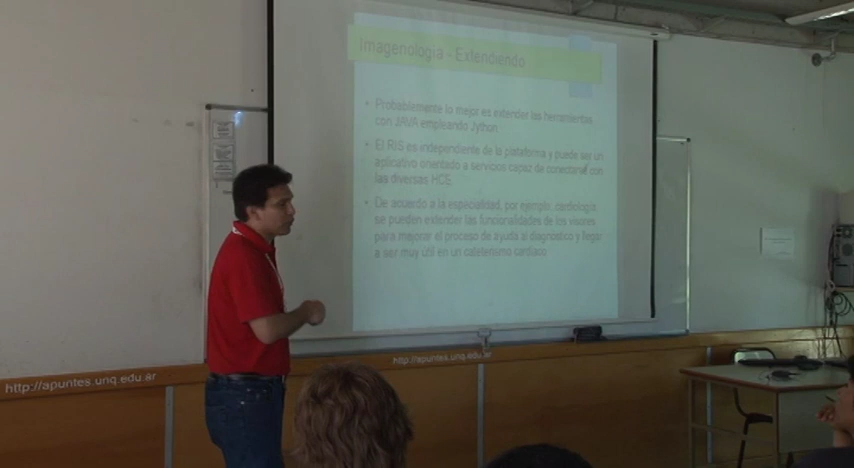 Imagenología - Extendiendo
• Probablemente lo mejor es extender las herramientas
con JAVA empleando Jython
• El RIS es independiente de la plataforma y puede ser un
aplicativo orientado a servicios capaz de conectarse con
las diversas HCE
• De acuerdo a la especialidad, por ejemplo, cardiología,
se pueden extender las funcionalidades de los visores
para mejorar el proceso de ayuda al diagnostico y llegar
a ser muy útil en un cateterismo cardiaco
http://apuntes.unq.edu.ar
http://apuntes.unq.edu.ar